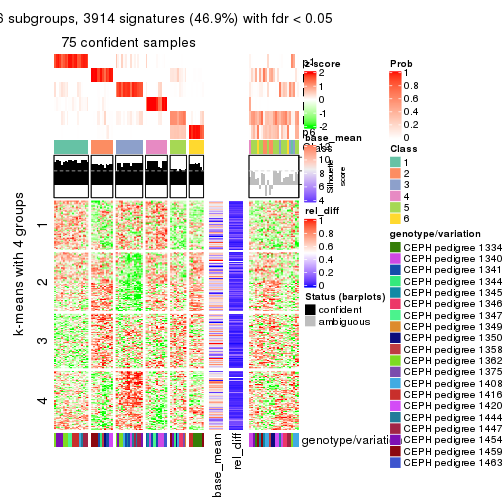 6 subgroups, 3914 signatures (46.9%) with fdr < 0.05
75 confident samples
k-means with 4 groups
1
2
3
4
z-score
2
1
0
-1
-2
base_mean
4
Silhouette
score
rel_diff
1
0.8
0.6
0.4
0.2
0
Status (barplots)
confident
ambiguous
genotype/variation
base_mean
rel_diff
Prob
1
0.8
0.6
0.4
0.2
0
Class
1
2
3
4
5
6
genotype/variation
CEPH pedigree 1334
CEPH pedigree 1340
CEPH pedigree 1341
CEPH pedigree 1344
CEPH pedigree 1345
CEPH pedigree 1346
CEPH pedigree 1347
CEPH pedigree 1349
CEPH pedigree 1350
CEPH pedigree 1358
CEPH pedigree 1362
CEPH pedigree 1375
CEPH pedigree 1408
CEPH pedigree 1416
CEPH pedigree 1420
CEPH pedigree 1444
CEPH pedigree 1447
CEPH pedigree 1454
CEPH pedigree 1459
CEPH pedigree 1463